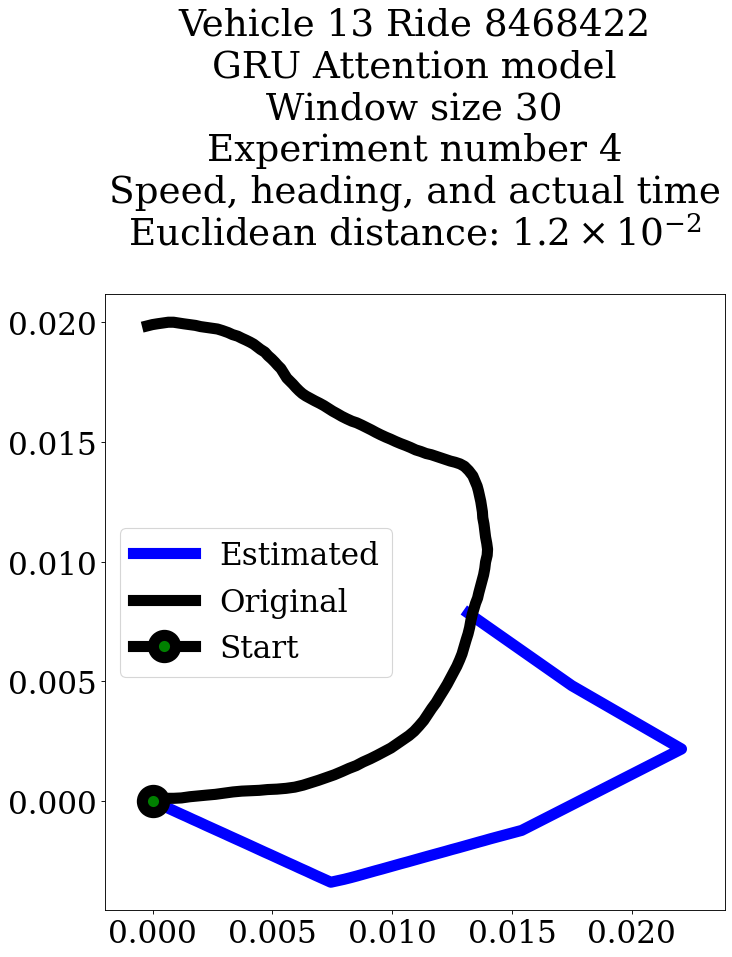 Vehicle 13 Ride 8468422
GRU Attention model
Window size 30
Experiment number 4
Speed, heading, and actual time
Euclidean distance: 1.2 × 10⁻²
0.020
0.015
0.010
0.005
0.000
Estimated
Original
Start
0.000 0.005 0.010 0.015 0.020